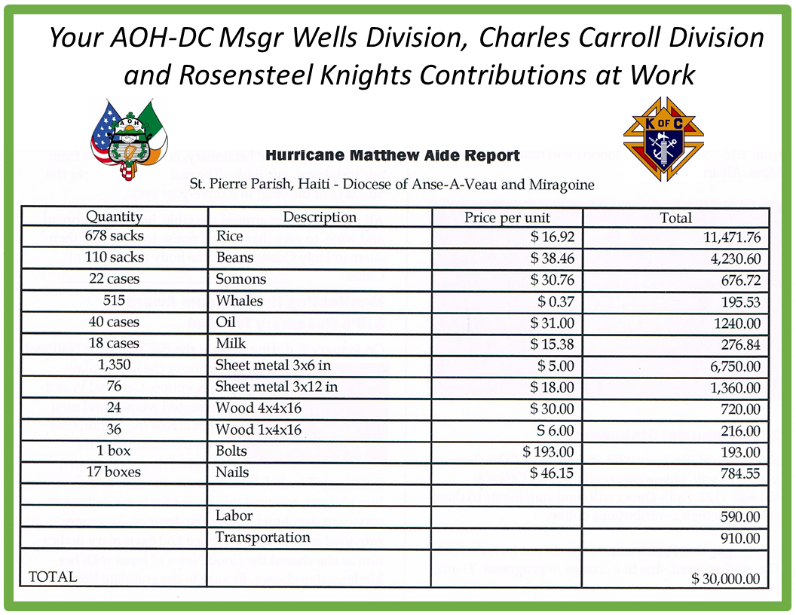 Your AOH-DC Msgr Wells Division, Charles Carroll Division
and Rosensteel Knights Contributions at Work
AOH
K OF C
Hurricane Matthew Aide Report
St. Pierre Parish, Haiti - Diocese of Anse-A-Veau and Miragoine
Quantity Description Price per unit Total
678 sacks Rice $ 16.92 11,471.76
110 sacks Beans $ 38.46 4,230.60
22 cases Somons $ 30.76 676.72
515 Whales $ 0.37 195.53
40 cases Oil $ 31.00 1240.00
18 cases Milk $ 15.38 276.84
1,350 Sheet metal 3x6 in $ 5.00 6,750.00
76 Sheet metal 3x12 in $ 18.00 1,360.00
24 Wood 4x4x16 $ 30.00 720.00
36 Wood 1x4x16 $ 6.00 216.00
1 box Bolts $ 193.00 193.00
17 boxes Nails $ 46.15 784.55
Labor 590.00
Transportation 910.00
TOTAL $ 30,000.00